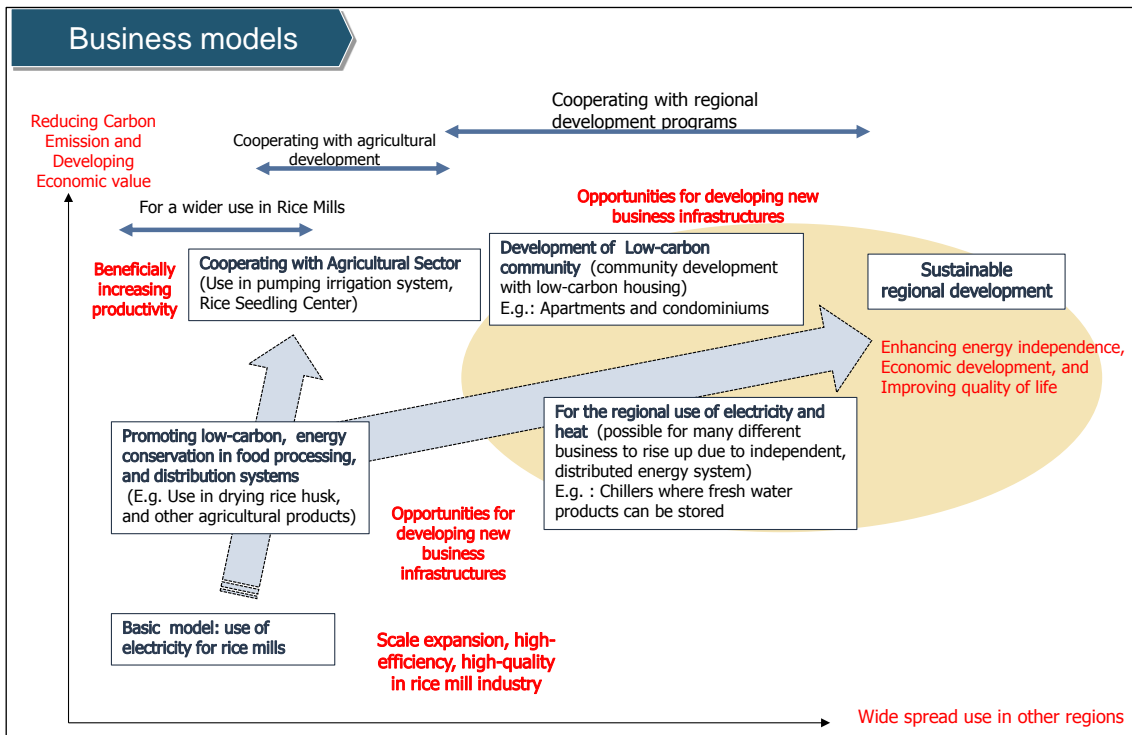 Business models
Cooperating with regional
development programs
Reducing Carbon
Emission and
Developing
Economic value
Cooperating with agricultural
development
For a wider use in Rice Mills
Opportunities for developing new
business infrastructures
Beneficially
increasing
productivity
Cooperating with Agricultural Sector
(Use in pumping irrigation system,
Rice Seedling Center)
Development of Low-carbon
community (community development
with low-carbon housing)
E.g.: Apartments and condominiums
Sustainable
regional development
Enhancing energy independence,
Economic development, and
Improving quality of life
Promoting low-carbon, energy
conservation in food processing,
and distribution systems
(E.g. Use in drying rice husk,
and other agricultural products)
For the regional use of electricity and
heat (possible for many different
business to rise up due to independent,
distributed energy system)
E.g. : Chillers where fresh water
products can be stored
Opportunities for
developing new
business
infrastructures
Basic model: use of
electricity for rice mills
Scale expansion, high-
efficiency, high-quality
in rice mill industry
Wide spread use in other regions